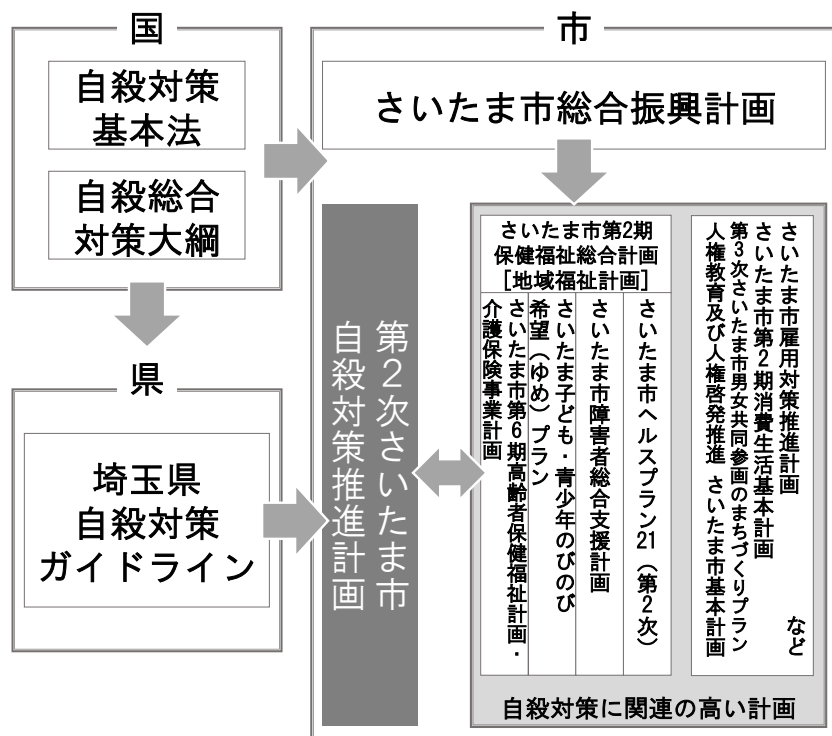 国
自殺対策
基本法
自殺総合
対策大綱
県
埼玉県
自殺対策
ガイドライン
市
さいたま市総合振興計画
第2次さいたま市
自殺対策推進計画
さいたま市第2期
保健福祉総合計画
[地域福祉計画]
さいたま市ヘルスプラン21（第2次）
さいたま市障害者総合支援計画
さいたま子ども・青少年のびのび
希望（ゆめ）プラン
さいたま市第6期高齢者保健福祉計画・
介護保険事業計画
さいたま市雇用対策推進計画
さいたま市第2期消費生活基本計画
第3次さいたま市男女共同参画のまちづくりプラン
人権教育及び人権啓発推進 さいたま市基本計画
など
自殺対策に関連の高い計画